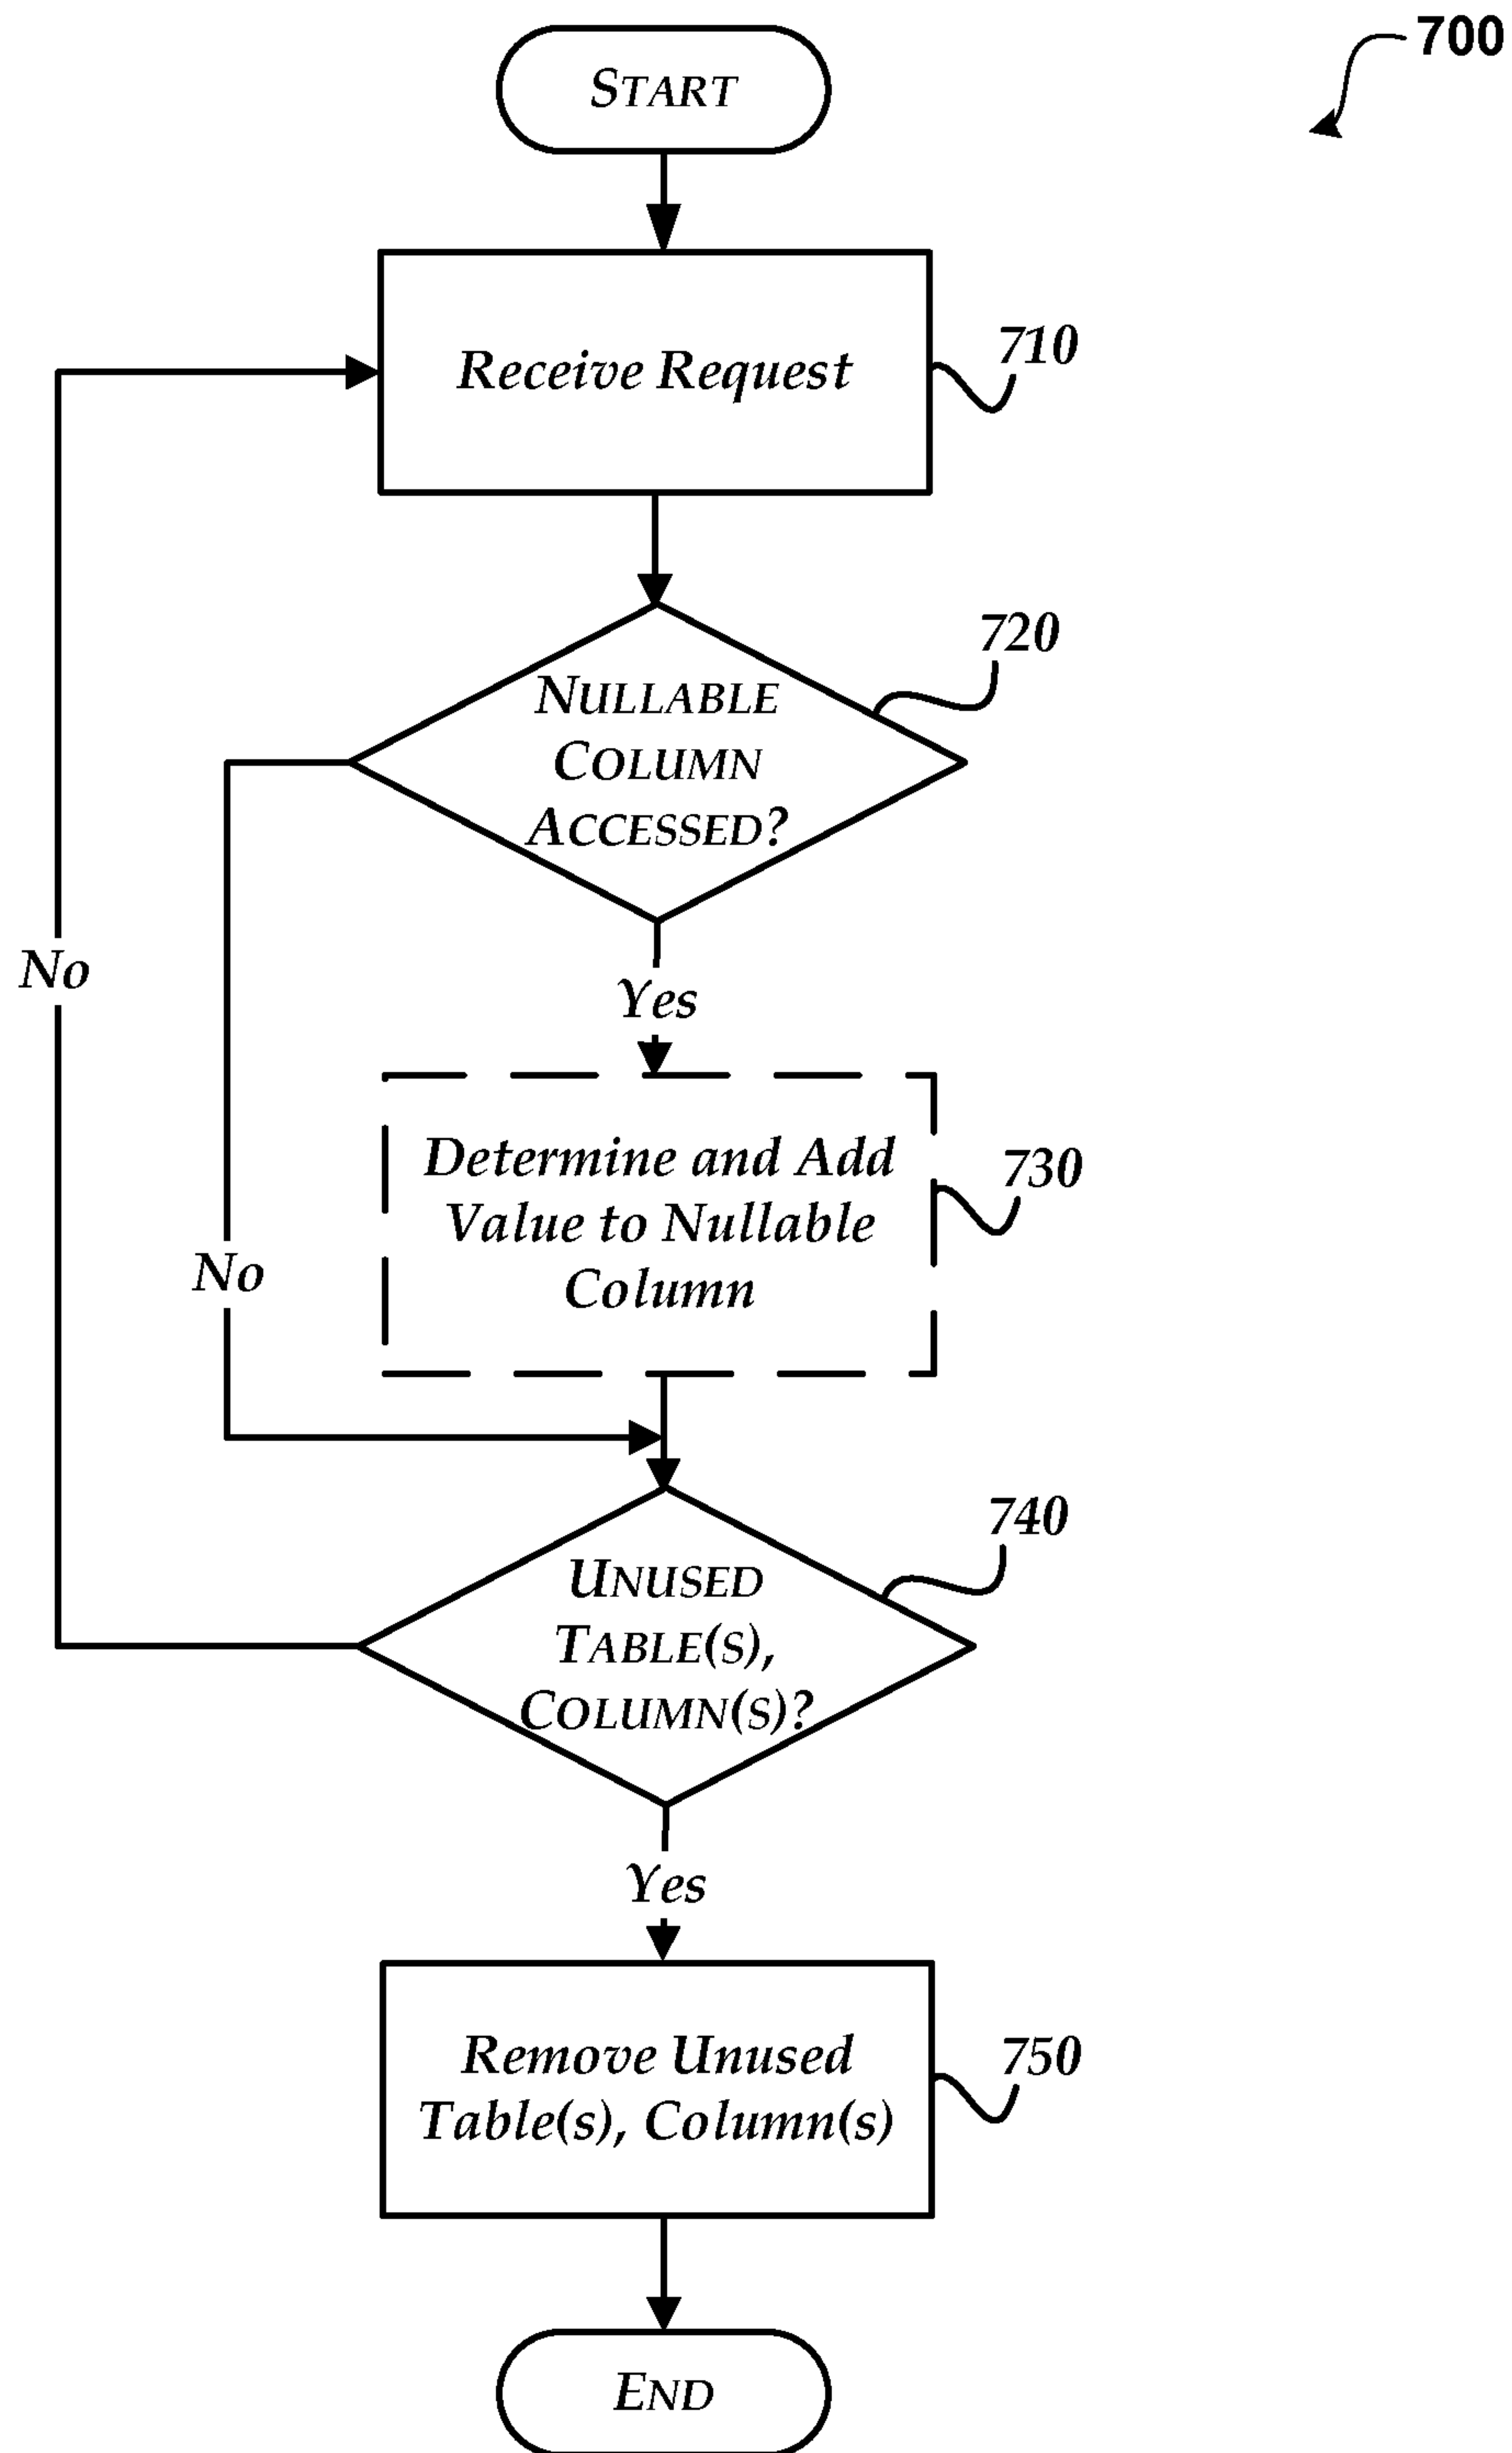 700
START
Receive Request
710
NULLABLE
COLUMN
ACCESSED?
720
No
Yes
Determine and Add
Value to Nullable
Column
730
No
UNUSED
TABLE(S),
COLUMN(S)?
740
Yes
Remove Unused
Table(s), Column(s)
750
END